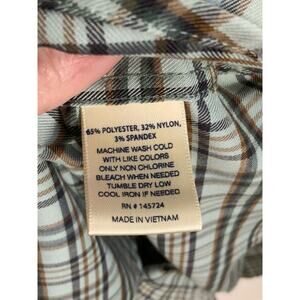 65% POLYESTER, 32% NYLON,
3% SPANDEX
MACHINE WASH COLD
WITH LIKE COLORS
ONLY NON CHLORINE
BLEACH WHEN NEEDED
TUMBLE DRY LOW
COOL IRON IF NEEDED
RN # 145724
MADE IN VIETNAM